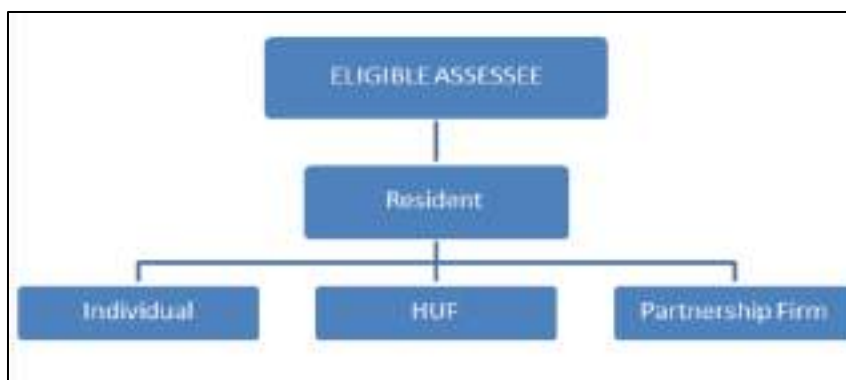 ELIGIBLE ASSESSEE
Resident
Individual
HUF
Partnership Firm